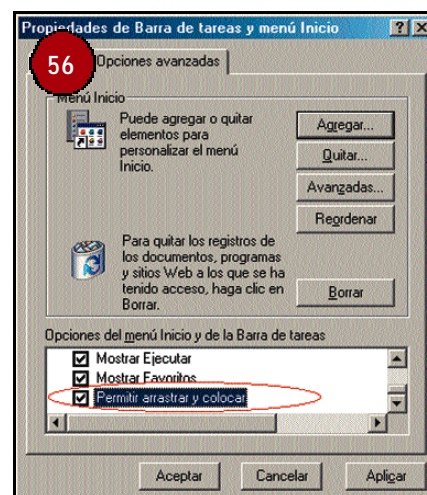 Propiedades de Barra de tareas y menú Inicio
56
Opciones avanzadas
Menú Inicio
Puede agregar o quitar
elementos para
personalizar el menú
Inicio.
Agregar...
Quitar...
Avanzadas...
Reordenar
Para quitar los registros de
los documentos, programas
y sitios Web a los que se ha
tenido acceso, haga clic en
Borrar.
Borrar
Opciones del menú Inicio y de la Barra de tareas
Mostrar Ejecutar
Mostrar Favoritos
Permitir arrastrar y colocar
Aceptar
Cancelar
Aplicar